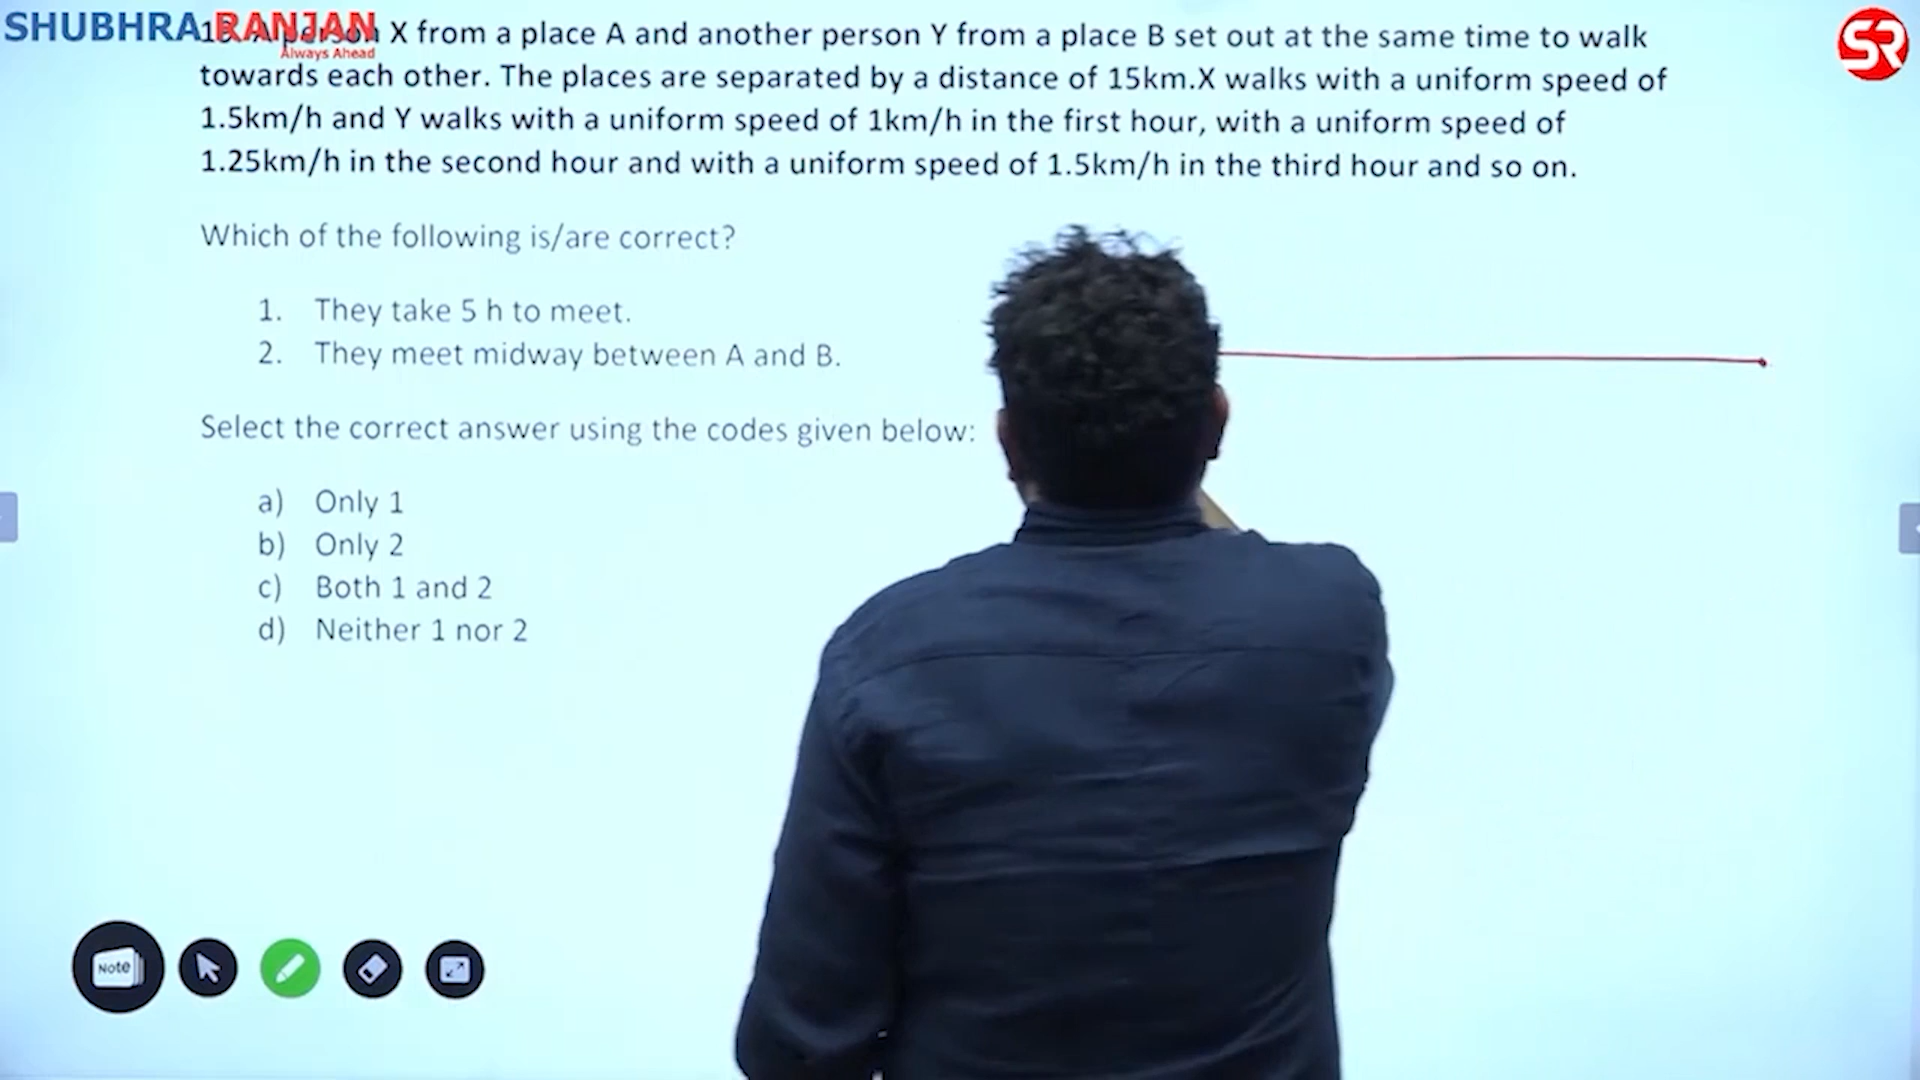 SHUBHRA RANJAN
Always Ahead
SR
X from a place A and another person Y from a place B set out at the same time to walk
towards each other. The places are separated by a distance of 15km.X walks with a uniform speed of
1.5km/h and Y walks with a uniform speed of 1km/h in the first hour, with a uniform speed of
1.25km/h in the second hour and with a uniform speed of 1.5km/h in the third hour and so on.
Which of the following is/are correct?
1. They take 5 h to meet.
2. They meet midway between A and B.
Select the correct answer using the codes given below:
a) Only 1
b) Only 2
c) Both 1 and 2
d) Neither 1 nor 2
Note